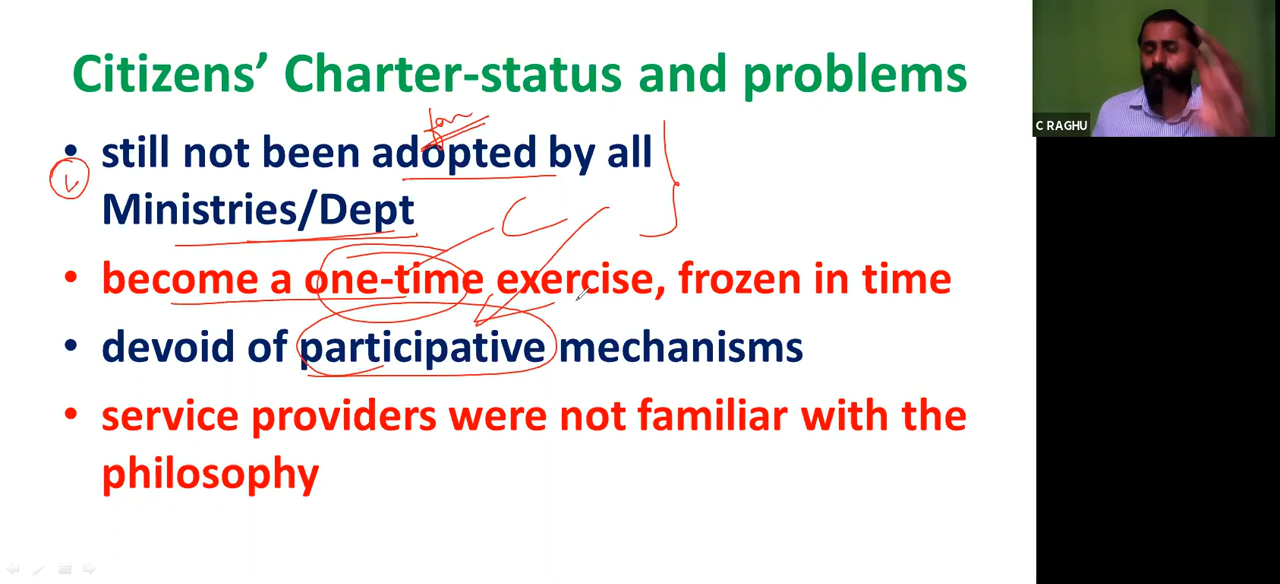 Citizens’ Charter-status and problems
• still not been adopted by all
Ministries/Dept
• become a one-time exercise, frozen in time
• devoid of participative mechanisms
• service providers were not familiar with the
philosophy
C RAGHU